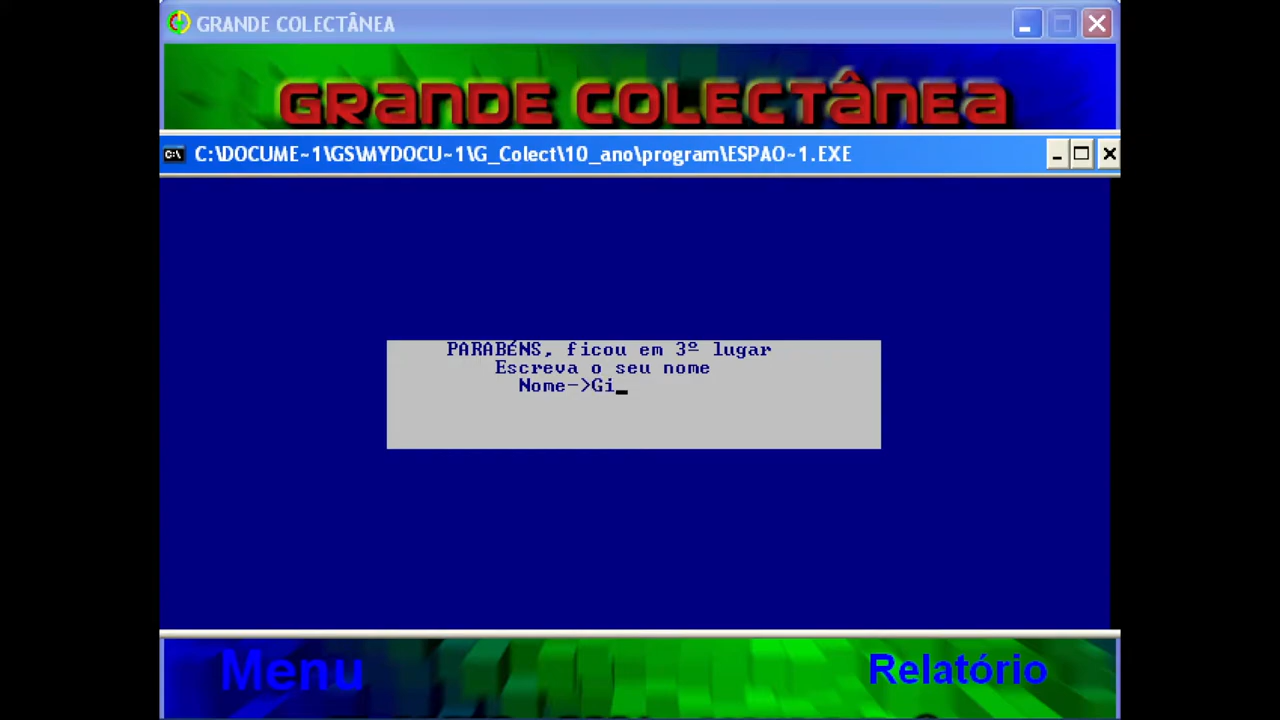 GRANDE COLECTÂNEA
GRANDE COLECTÂNEA
C:\DOCUME~1\GS\MYDOCU~1\G_Colect\10_ano\program\ESPAO~1.EXE
PARABÉNS, ficou em 3º lugar
Escreva o seu nome
Nome->Gi_
Menu
Relatório